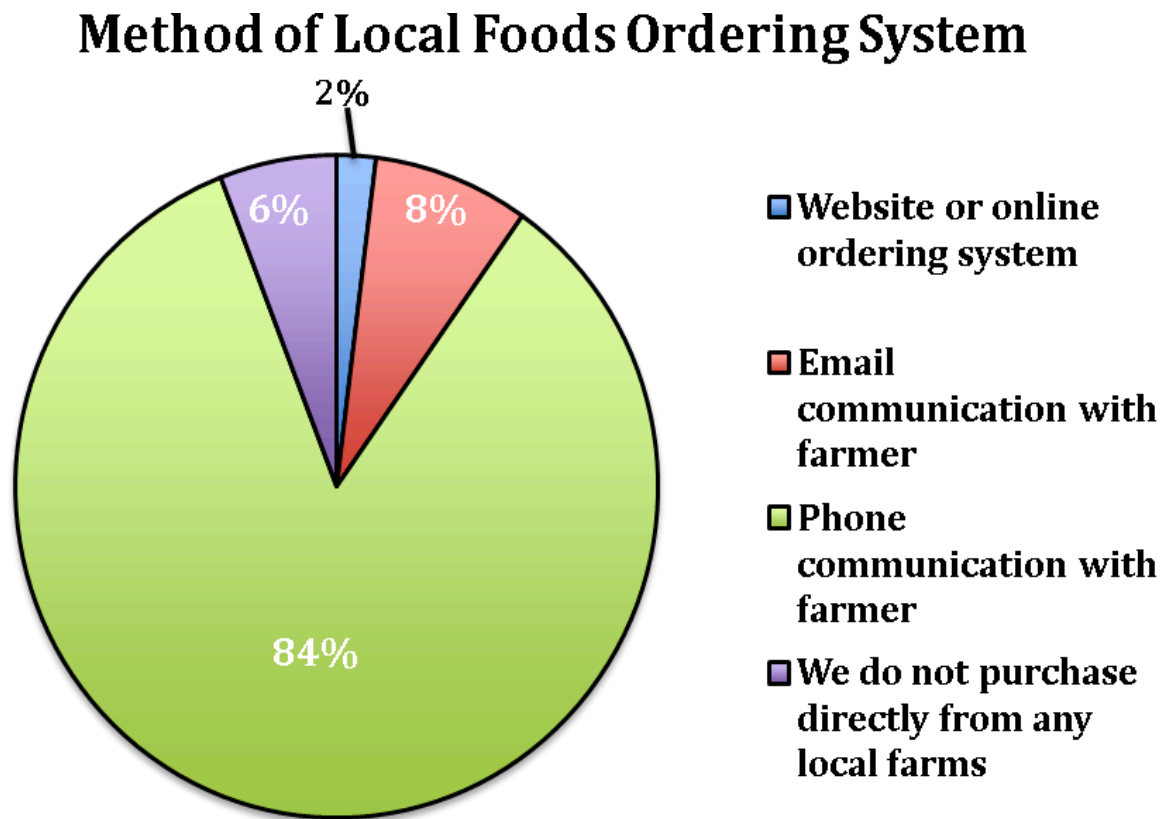 Method of Local Foods Ordering System
2%
6%
8%
84%
Website or online
ordering system
Email
communication with
farmer
Phone
communication with
farmer
We do not purchase
directly from any
local farms